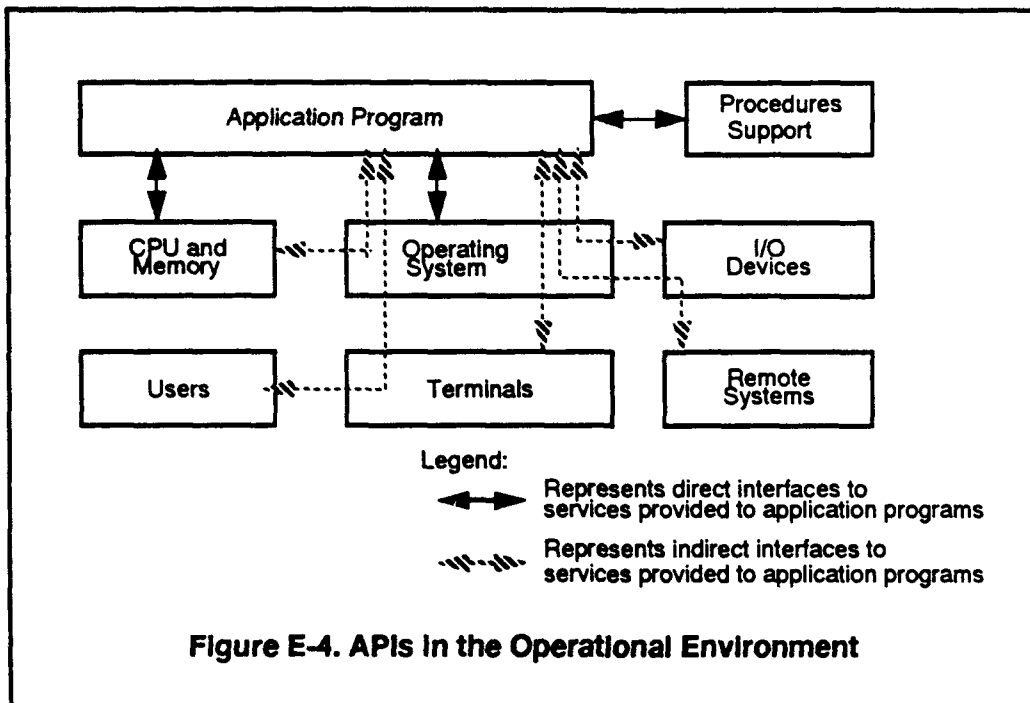 Application Program
Procedures
Support
CPU and
Memory
Operating
System
I/O
Devices
Users
Terminals
Remote
Systems
Legend:
Represents direct interfaces to
services provided to application programs
Represents indirect interfaces to
services provided to application programs
Figure E-4. APIs in the Operational Environment